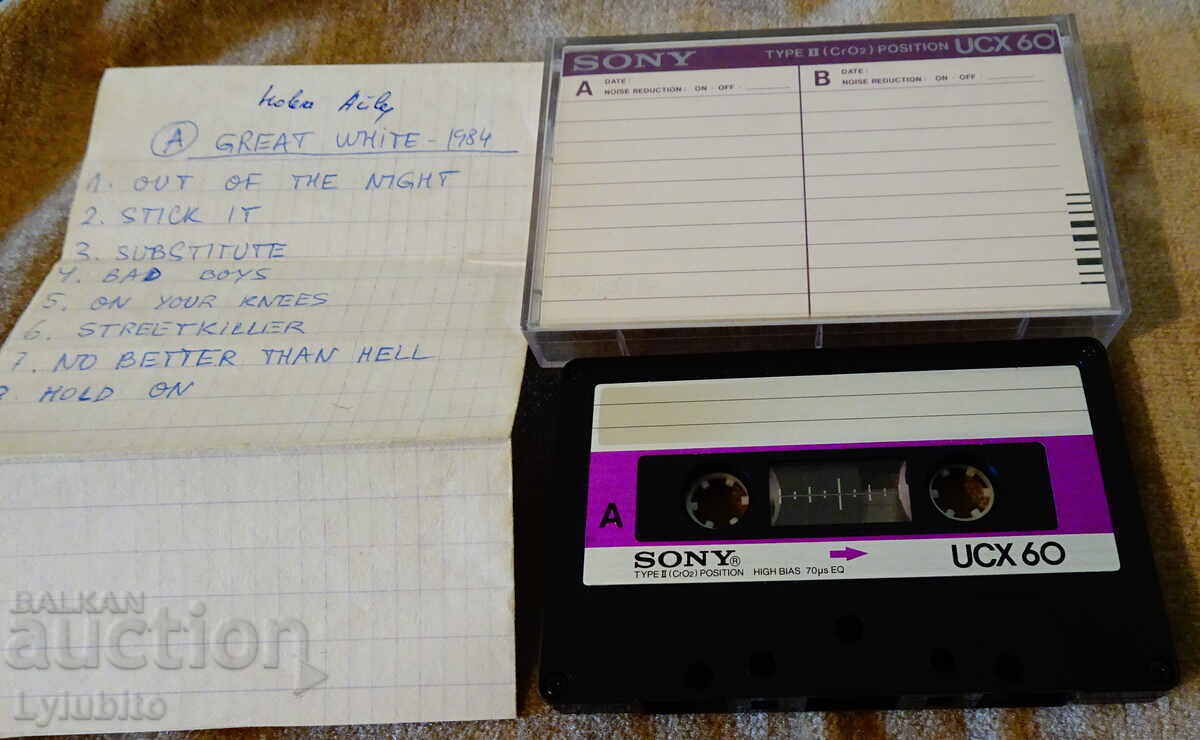 A GREAT WHITE - 1984
1. OUT OF THE NIGHT
2. STICK IT
3. SUBSTITUTE
4. BAD BOYS
5. ON YOUR KNEES
6. STREETKILLER
7. NO BETTER THAN HELL
8 HOLD ON
SONY TYPE II (CrO2) POSITION UCX 60
A DATE :
NOISE REDUCTION : ON · OFF
B DATE :
NOISE REDUCTION : ON · OFF
A
SONY® UCX 60
TYPE II (CrO2) POSITION HIGH BIAS 70μs EQ
BALKAN
auction
Lylubito